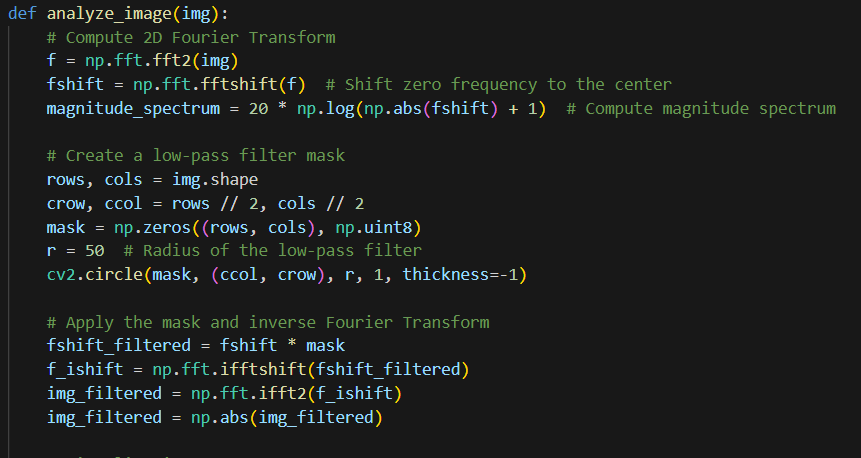 def analyze_image(img):
    # Compute 2D Fourier Transform
    f = np.fft.fft2(img)
    fshift = np.fft.fftshift(f)  # Shift zero frequency to the center
    magnitude_spectrum = 20 * np.log(np.abs(fshift) + 1)  # Compute magnitude spectrum

    # Create a low-pass filter mask
    rows, cols = img.shape
    crow, ccol = rows // 2, cols // 2
    mask = np.zeros((rows, cols), np.uint8)
    r = 50  # Radius of the low-pass filter
    cv2.circle(mask, (ccol, crow), r, 1, thickness=-1)

    # Apply the mask and inverse Fourier Transform
    fshift_filtered = fshift * mask
    f_ishift = np.fft.ifftshift(fshift_filtered)
    img_filtered = np.fft.ifft2(f_ishift)
    img_filtered = np.abs(img_filtered)